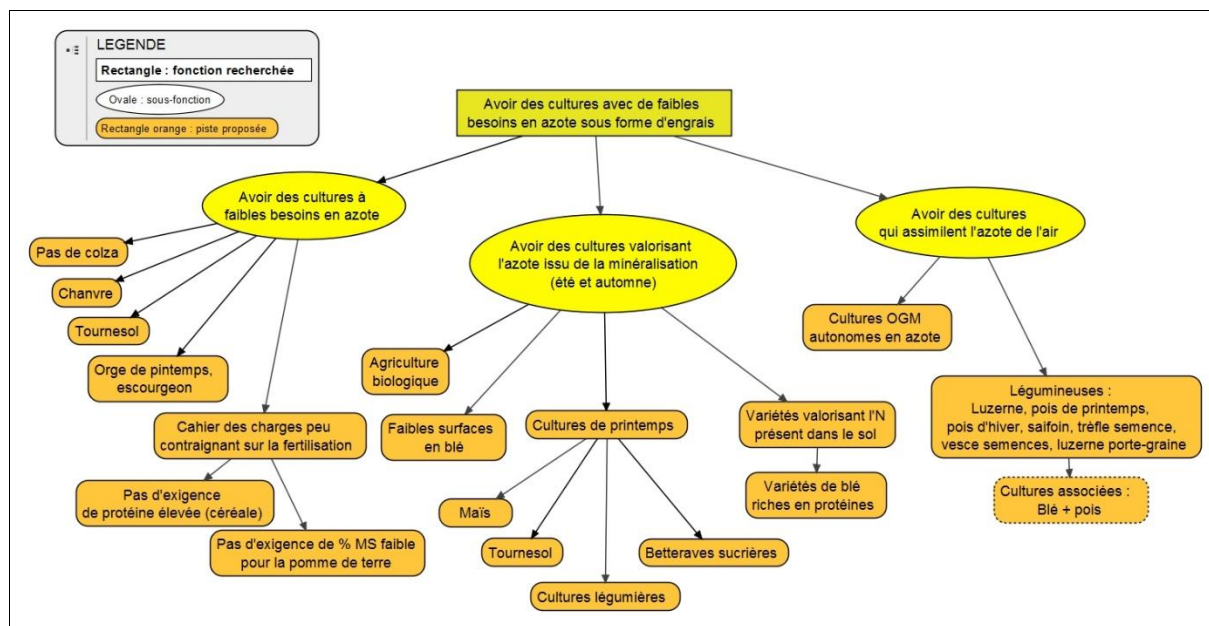 LEGENDE
Rectangle : fonction recherchée
Ovale : sous-fonction
Rectangle orange : piste proposée
Avoir des cultures avec de faibles
besoins en azote sous forme d'engrais
Avoir des cultures à
faibles besoins en azote
Pas de colza
Chanvre
Tournesol
Orge de pintemps,
escourgeon
Cahier des charges peu
contraignant sur la fertilisation
Pas d'exigence
de protéine élevée (céréale)
Pas d'exigence de % MS faible
pour la pomme de terre
Avoir des cultures valorisant
l'azote issu de la minéralisation
(été et automne)
Agriculture
biologique
Faibles surfaces
en blé
Cultures de printemps
Maïs
Tournesol
Cultures légumières
Betteraves sucrières
Variétés valorisant l'N
présent dans le sol
Variétés de blé
riches en protéines
Avoir des cultures
qui assimilent l'azote de l'air
Cultures OGM
autonomes en azote
Légumineuses :
Luzerne, pois de printemps,
pois d'hiver, saifoin, trèfle semence,
vesce semences, luzerne porte-graine
Cultures associées :
Blé + pois